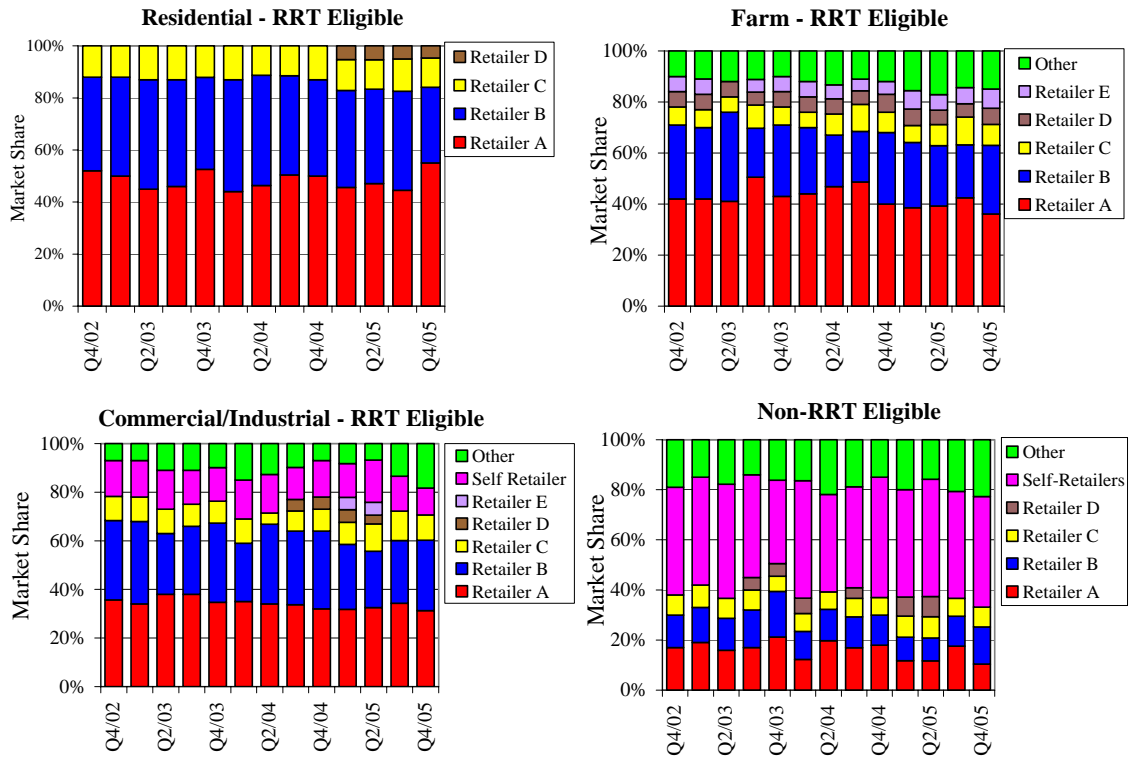 Residential - RRT Eligible
Market Share
100%
80%
60%
40%
20%
0%
Q4/02
Q2/03
Q4/03
Q2/04
Q4/04
Q2/05
Q4/05
Retailer D
Retailer C
Retailer B
Retailer A
Farm - RRT Eligible
Market Share
100%
80%
60%
40%
20%
0%
Q4/02
Q2/03
Q4/03
Q2/04
Q4/04
Q2/05
Q4/05
Other
Retailer E
Retailer D
Retailer C
Retailer B
Retailer A
Commercial/Industrial - RRT Eligible
Market Share
100%
80%
60%
40%
20%
0%
Q4/02
Q2/03
Q4/03
Q2/04
Q4/04
Q2/05
Q4/05
Other
Self Retailer
Retailer E
Retailer D
Retailer C
Retailer B
Retailer A
Non-RRT Eligible
Market Share
100%
80%
60%
40%
20%
0%
Q4/02
Q2/03
Q4/03
Q2/04
Q4/04
Q2/05
Q4/05
Other
Self-Retailers
Retailer D
Retailer C
Retailer B
Retailer A